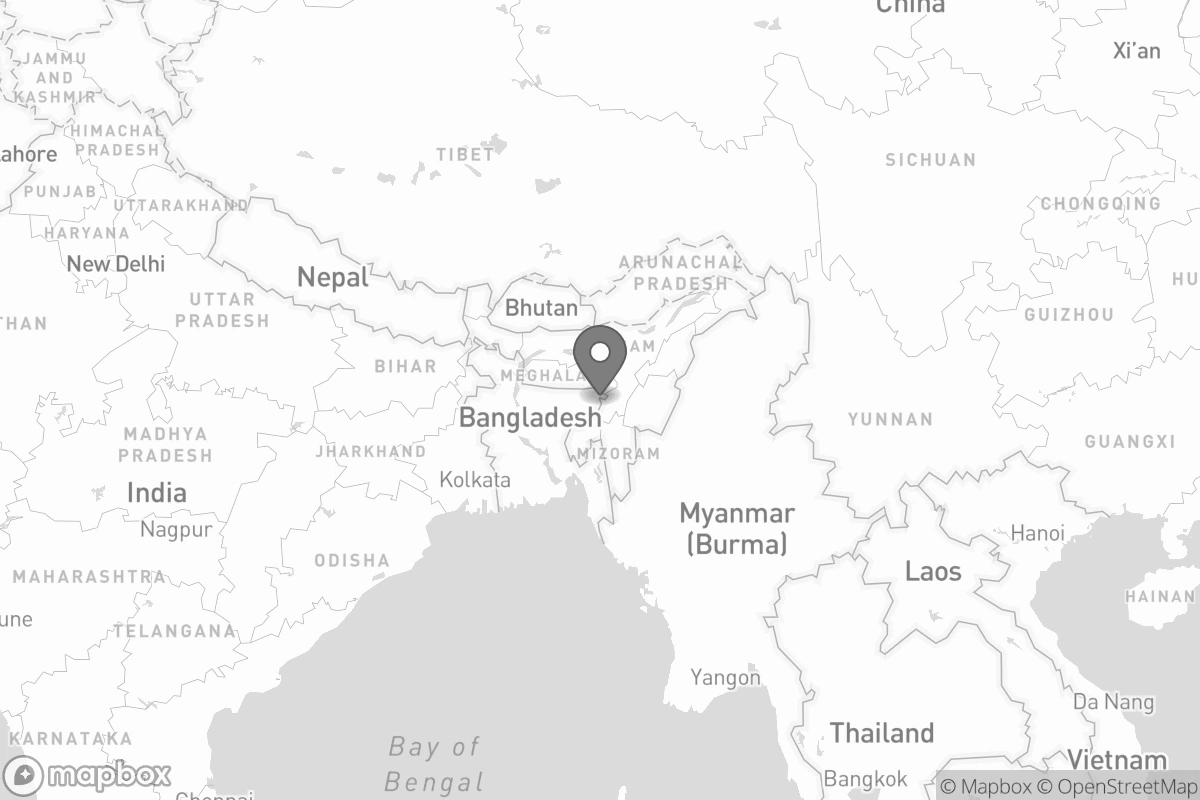 China
Xi'an
JAMMU
AND
KASHMIR
HIMACHAL
PRADESH
ahore
TIBET
SICHUAN
PUNJAB
UTTARAKHAND
CHONGQING
HARYANA
New Delhi
ARUNACHAL
PRADESH
Nepal
HU
UTTAR
PRADESH
Bhutan
THAN
GUIZHOU
AM
BIHAR
MEGHALA
Bangladesh
YUNNAN
MADHYA
PRADESH
JHARKHAND
MIZORAM
GUANGXI
Kolkata
India
Nagpur
Myanmar
(Burma)
Hanoi
ODISHA
Laos
MAHARASHTRA
HAINAN
une
TELANGANA
Yangon
Da Nang
KARNATAKA
Bay of
Bengal
Thailand
Vietnam
mapbox
Bangkok
Chennai
© Mapbox © OpenStreetMap